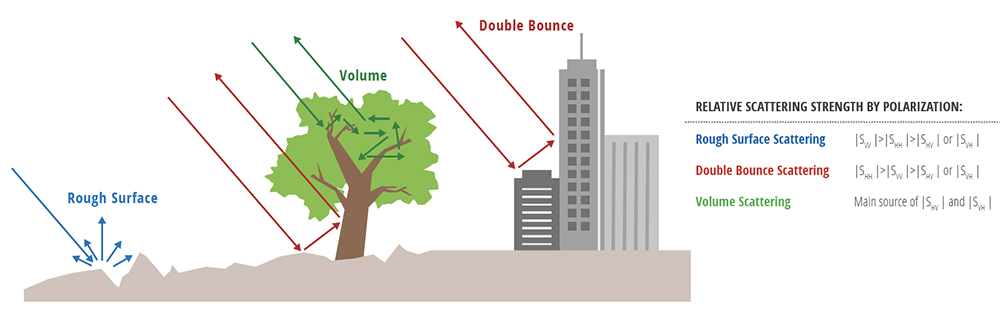 Double Bounce
Volume
Rough Surface
RELATIVE SCATTERING STRENGTH BY POLARIZATION:
Rough Surface Scattering |S_VV|>|S_HH|>|S_HV| or |S_VH|
Double Bounce Scattering |S_HH|>|S_VV|>|S_HV| or |S_VH|
Volume Scattering Main source of |S_HV| and |S_VH|